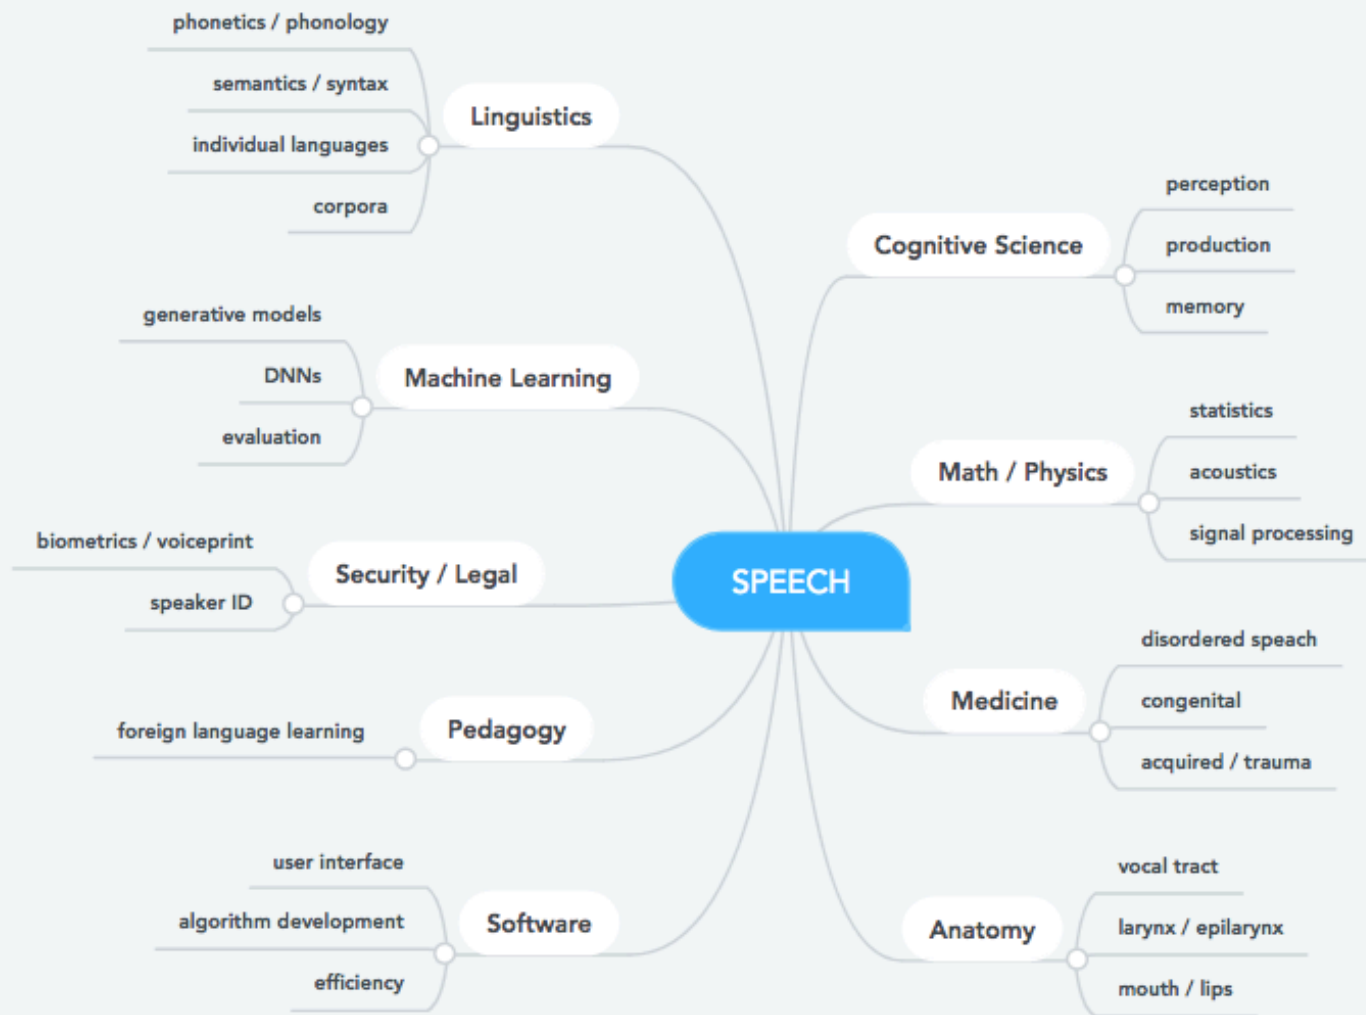 phonetics / phonology
semantics / syntax
individual languages
corpora
Linguistics
generative models
DNNs
evaluation
Machine Learning
biometrics / voiceprint
speaker ID
Security / Legal
foreign language learning
Pedagogy
user interface
algorithm development
efficiency
Software
SPEECH
Cognitive Science
perception
production
memory
Math / Physics
statistics
acoustics
signal processing
Medicine
disordered speach
congenital
acquired / trauma
Anatomy
vocal tract
larynx / epilarynx
mouth / lips